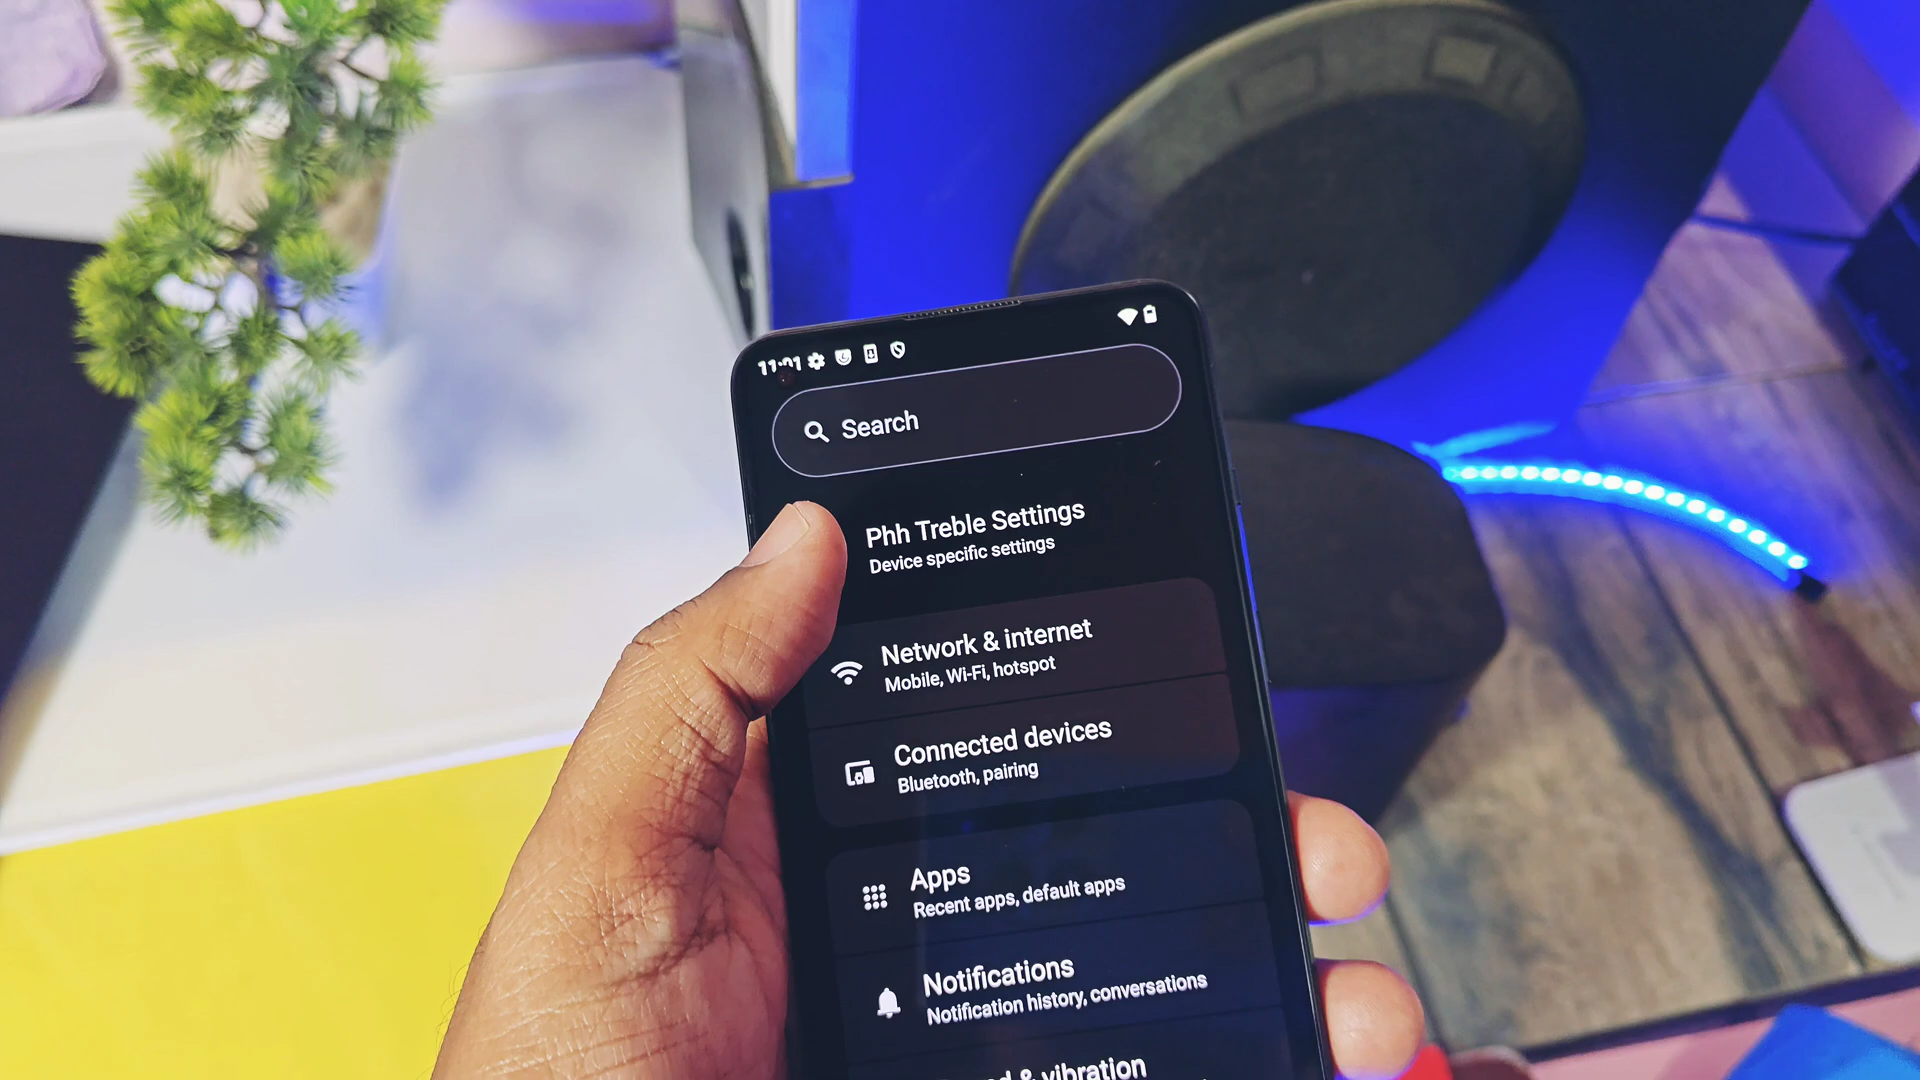 Search
Phh Treble Settings
Device specific settings
Network & internet
Mobile, Wi-Fi, hotspot
Connected devices
Bluetooth, pairing
Apps
Recent apps, default apps
Notifications
Notification history, conversations
& vibration